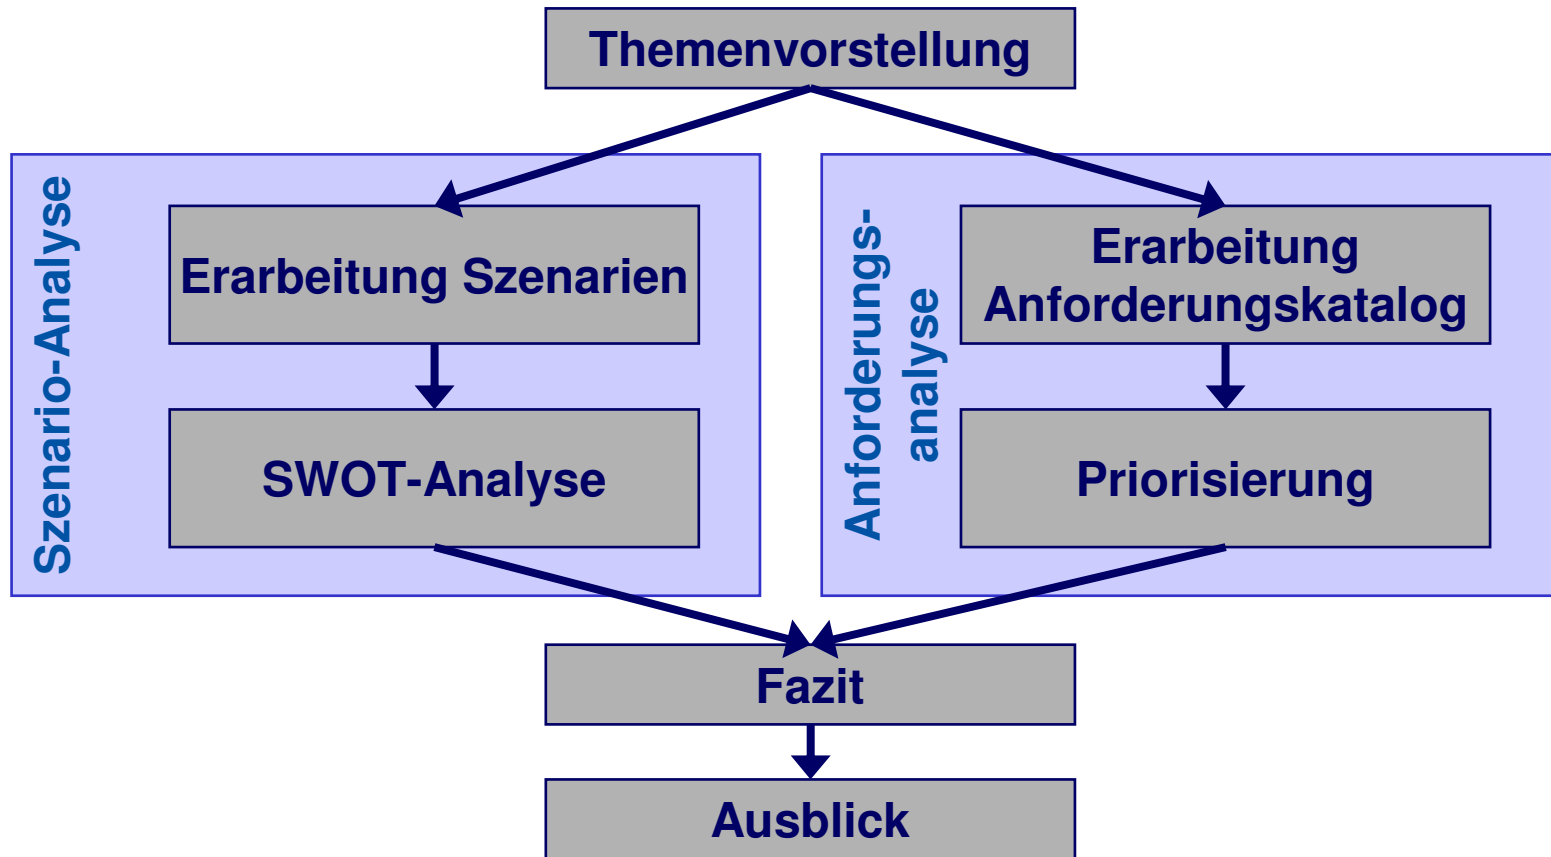 Themenvorstellung
Szenario-Analyse
Erarbeitung Szenarien
SWOT-Analyse
Anforderungs-
analyse
Erarbeitung
Anforderungskatalog
Priorisierung
Fazit
Ausblick